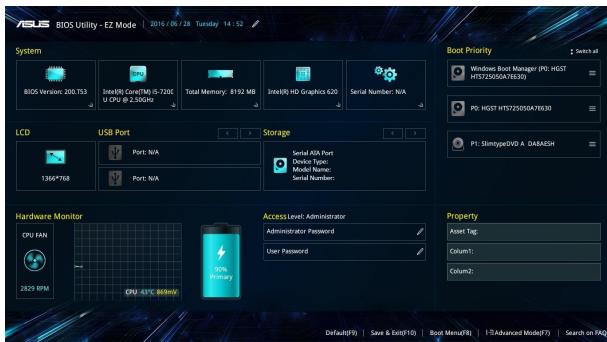 ASUS BIOS Utility - EZ Mode 2016 / 06 / 28 Tuesday 14 : 52
System
BIOS Version: 200.T53
Intel(R) Core(TM) i5-7200
U CPU @ 2.50GHz
CPU
Total Memory: 8192 MB
Intel(R) HD Graphics 620
Serial Number: N/A
Boot Priority
Switch all
Windows Boot Manager (P0: HGST
HTS725050A7E630)
P0: HGST HTS725050A7E630
P1: SlimtypeDVD A DA8AESH
LCD
1366*768
USB Port
Port: N/A
Port: N/A
Storage
Serial ATA Port
Device Type:
Model Name:
Serial Number:
Hardware Monitor
CPU FAN
2829 RPM
CPU 43°C 869mV
90%
Primary
Access Level: Administrator
Administrator Password
User Password
Property
Asset Tag:
Colum1:
Colum2:
Default(F9) | Save & Exit(F10) | Boot Menu(F8) | Advanced Mode(F7) | Search on FAQ